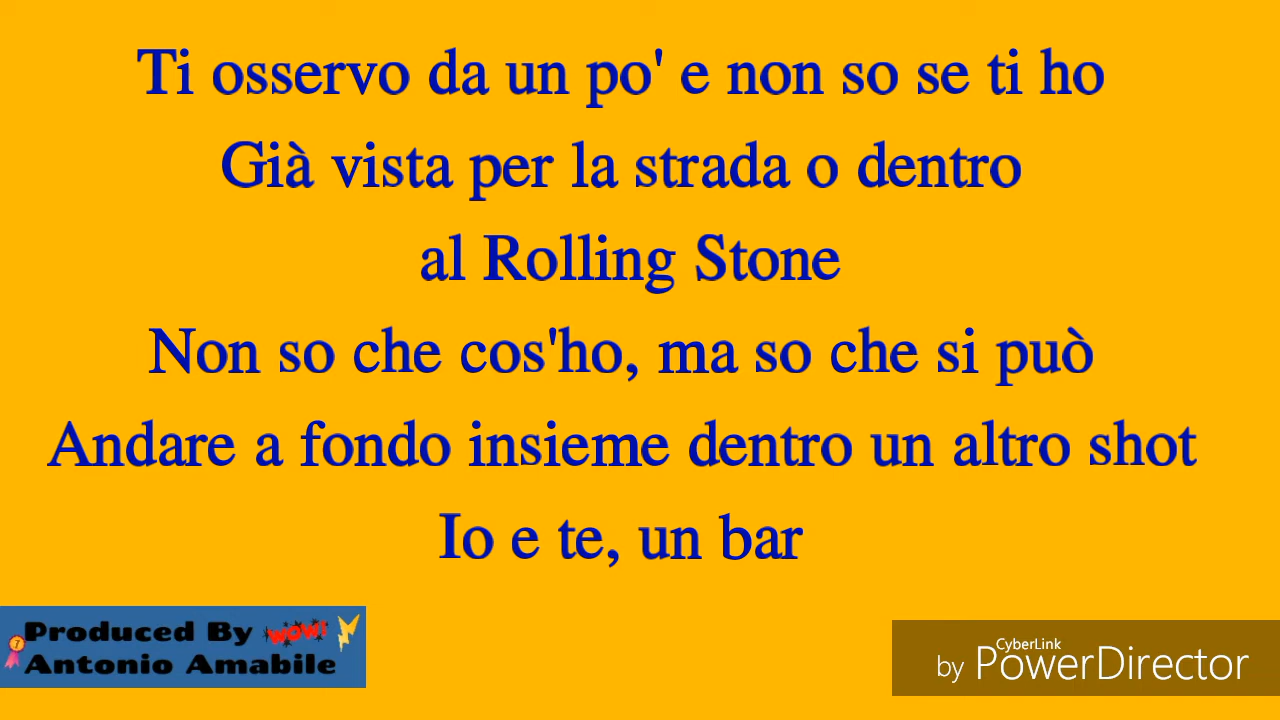 Ti osservo da un po' e non so se ti ho
Già vista per la strada o dentro
al Rolling Stone
Non so che cos'ho, ma so che si può
Andare a fondo insieme dentro un altro shot
Io e te, un bar
Produced By WOW!
Antonio Amabile
CyberLink
by PowerDirector